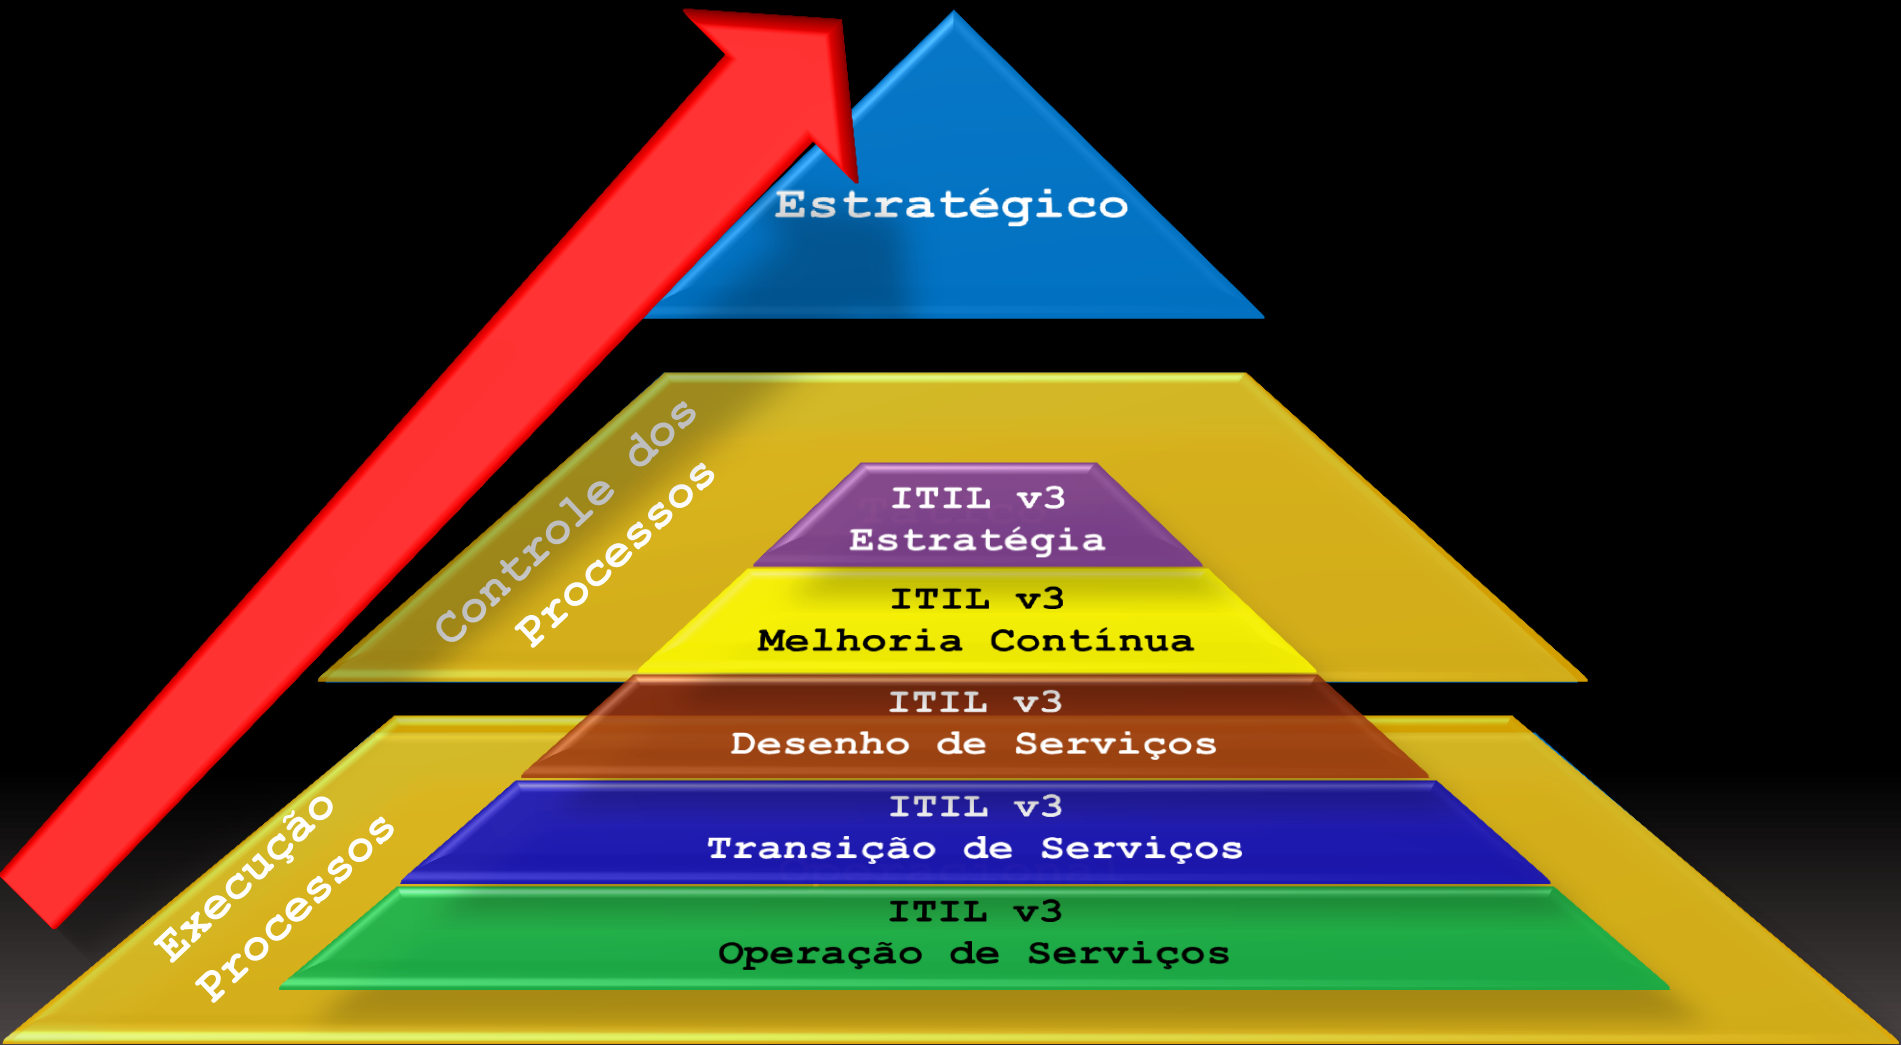 Estratégico
Controle dos
Processos
ITIL v3
Estratégia
ITIL v3
Melhoria Contínua
ITIL v3
Desenho de Serviços
Execução
Processos
ITIL v3
Transição de Serviços
ITIL v3
Operação de Serviços